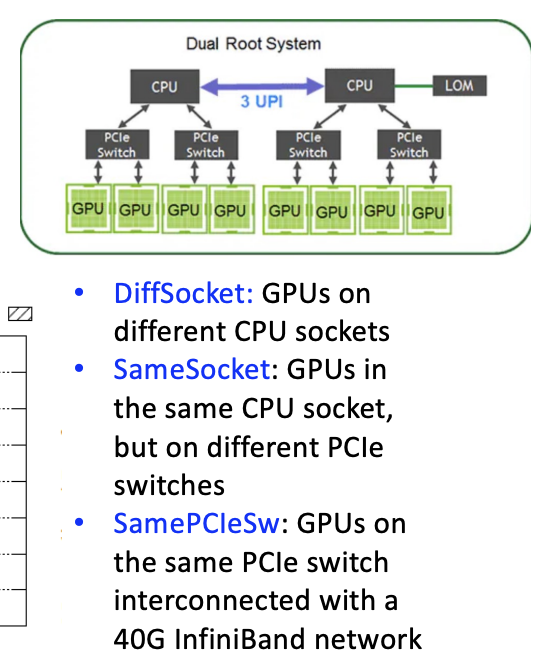 Dual Root System
CPU
CPU
LOM
3 UPI
PCIe
Switch
PCIe
Switch
PCIe
Switch
PCIe
Switch
GPU GPU GPU GPU GPU GPU GPU GPU
• DiffSocket: GPUs on
different CPU sockets
• SameSocket: GPUs in
the same CPU socket,
but on different PCIe
switches
• SamePCIeSw: GPUs on
the same PCIe switch
interconnected with a
40G InfiniBand network